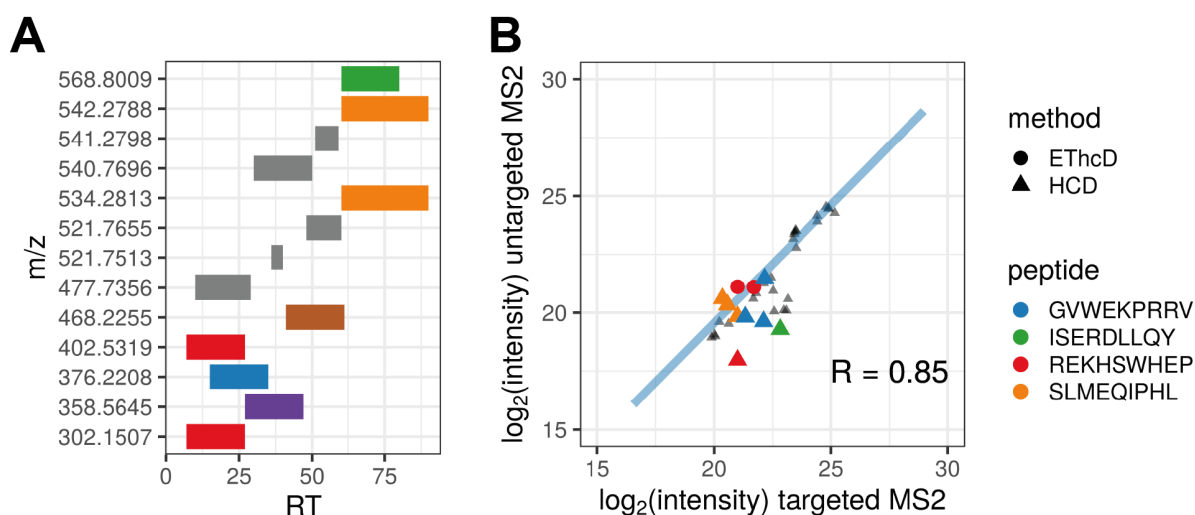 A
m/z
568.8009
542.2788
541.2798
540.7696
534.2813
521.7655
521.7513
477.7356
468.2255
402.5319
376.2208
358.5645
302.1507
0 25 50 75
RT
B
log₂(intensity) untargeted MS2
30
25
20
15
R = 0.85
15 20 25 30
log₂(intensity) targeted MS2
method
EThcD
HCD
peptide
GVWEKPRRV
ISERDLLQY
REKHSWHEP
SLMEQIPHL